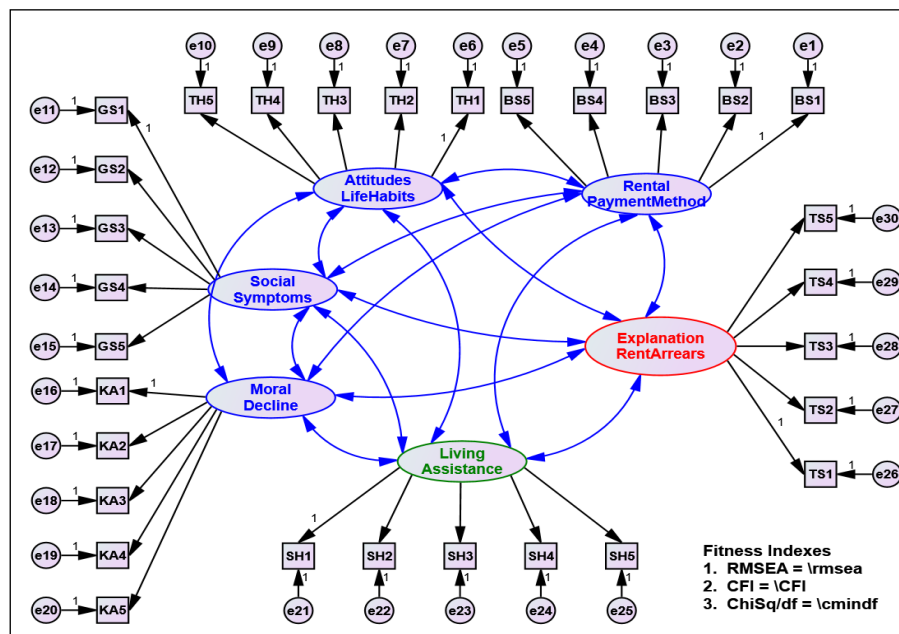 e10 e9 e8 e7 e6 e5 e4 e3 e2 e1
1 1 1 1 1 1 1 1 1 1
TH5 TH4 TH3 TH2 TH1 BS5 BS4 BS3 BS2 BS1
1 1
e11 1 GS1 1
e12 1 GS2
e13 1 GS3
e14 1 GS4
e15 1 GS5
e16 1 KA1 1
e17 1 KA2
e18 1 KA3
e19 1 KA4
e20 1 KA5
Attitudes
LifeHabits
Rental
PaymentMethod
Social
Symptoms
Moral
Decline
Explanation
RentArrears
Living
Assistance
TS5 1 e30
TS4 1 e29
TS3 1 e28
TS2 1 e27
1 TS1 1 e26
1
SH1 SH2 SH3 SH4 SH5
1 1 1 1 1
e21 e22 e23 e24 e25
Fitness Indexes
1. RMSEA = \rmsea
2. CFI = \CFI
3. ChiSq/df = \cmindf